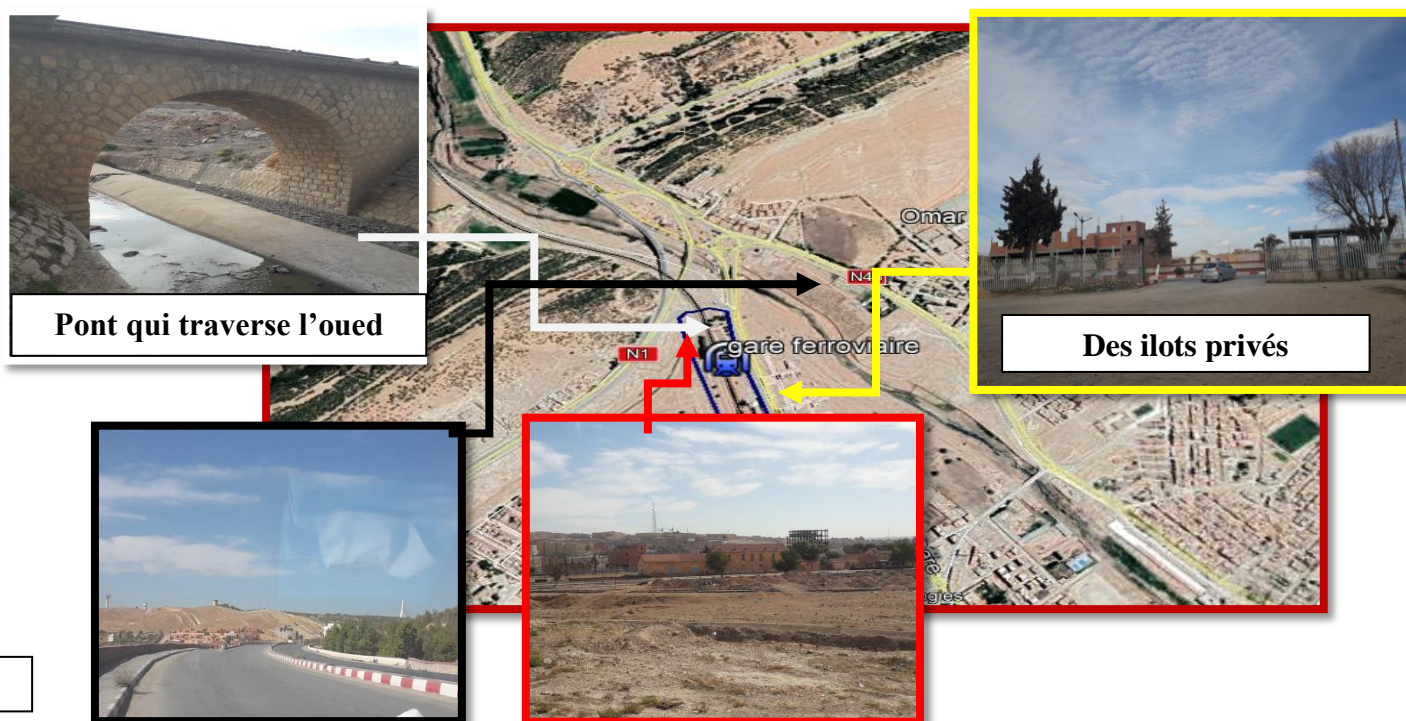 Pont qui traverse l'oued
Des ilots privés
Omar
N4
N1
gare ferroviaire